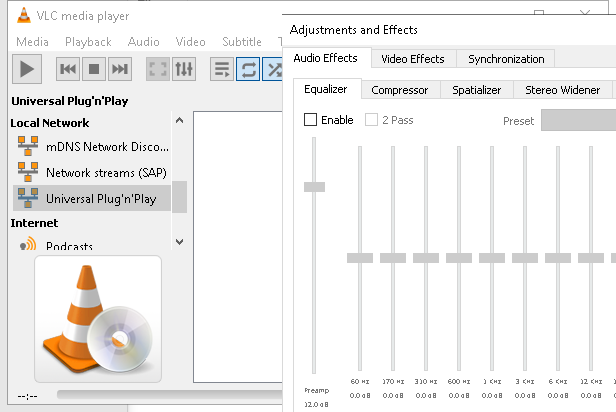 VLC media player
Media Playback Audio Video Subtitle
Universal Plug'n'Play
Local Network
mDNS Network Disco...
Network streams (SAP)
Universal Plug'n'Play
Internet
Podcasts
--:--
Adjustments and Effects
Audio Effects Video Effects Synchronization
Equalizer Compressor Spatializer Stereo Widener
Enable 2 Pass Preset
60 Hz 170 Hz 310 Hz 600 Hz 1 KHz 3 KHz 6 KHz 12 KHz
Preamp 0.0 dB 0.0 dB 0.0 dB 0.0 dB 0.0 dB 0.0 dB 0.0 dB 0.0 dB
12.0 dB